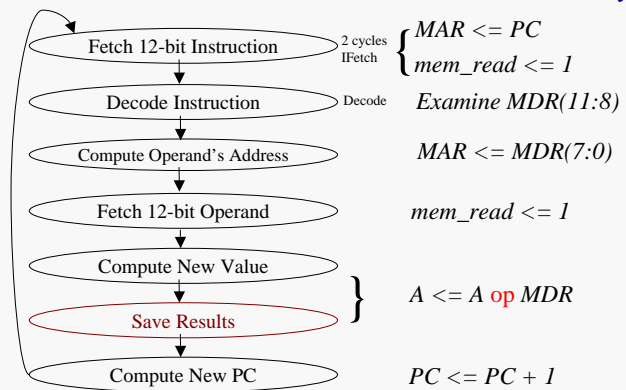 Fetch 12-bit Instruction
2 cycles
IFetch
{
MAR <= PC
mem_read <= 1
Decode Instruction
Decode
Examine MDR(11:8)
Compute Operand's Address
MAR <= MDR(7:0)
Fetch 12-bit Operand
mem_read <= 1
Compute New Value
}
A <= A op MDR
Save Results
Compute New PC
PC <= PC + 1